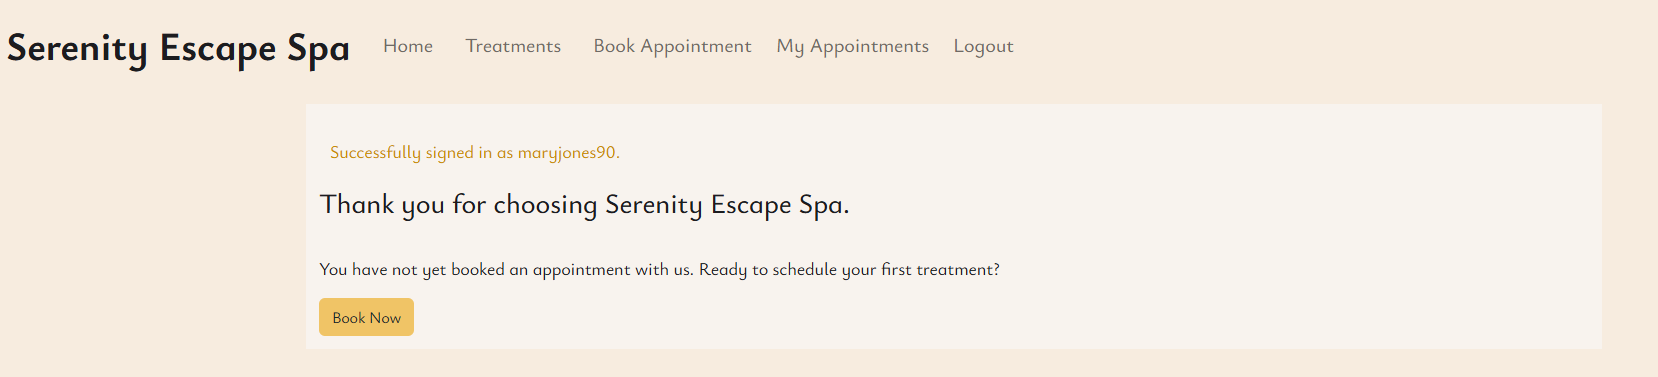 Serenity Escape Spa Home Treatments Book Appointment My Appointments Logout
Successfully signed in as maryjones90.
Thank you for choosing Serenity Escape Spa.
You have not yet booked an appointment with us. Ready to schedule your first treatment?
Book Now